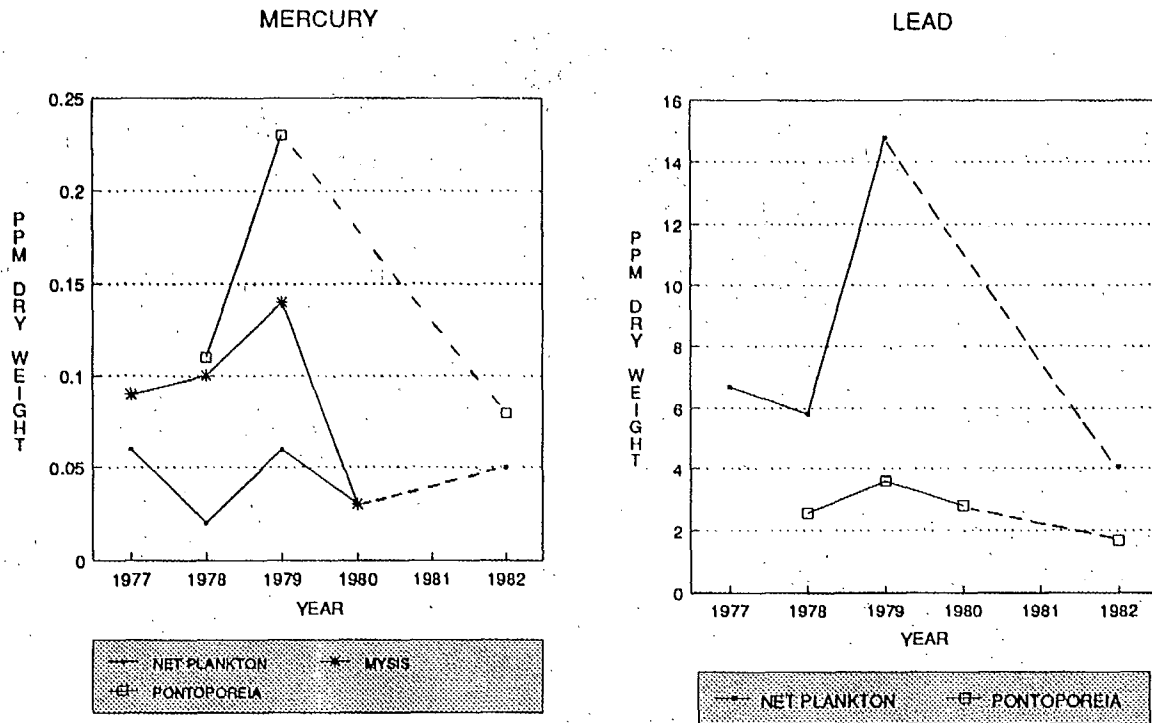 MERCURY
PPM DRY WEIGHT
0.25
0.2
0.15
0.1
0.05
0
1977 1978 1979 1980 1981 1982
YEAR
NET PLANKTON MYSIS
PONTOPOREIA
LEAD
PPM DRY WEIGHT
16
14
12
10
8
6
4
2
0
1977 1978 1979 1980 1981 1982
YEAR
NET PLANKTON PONTOPOREIA